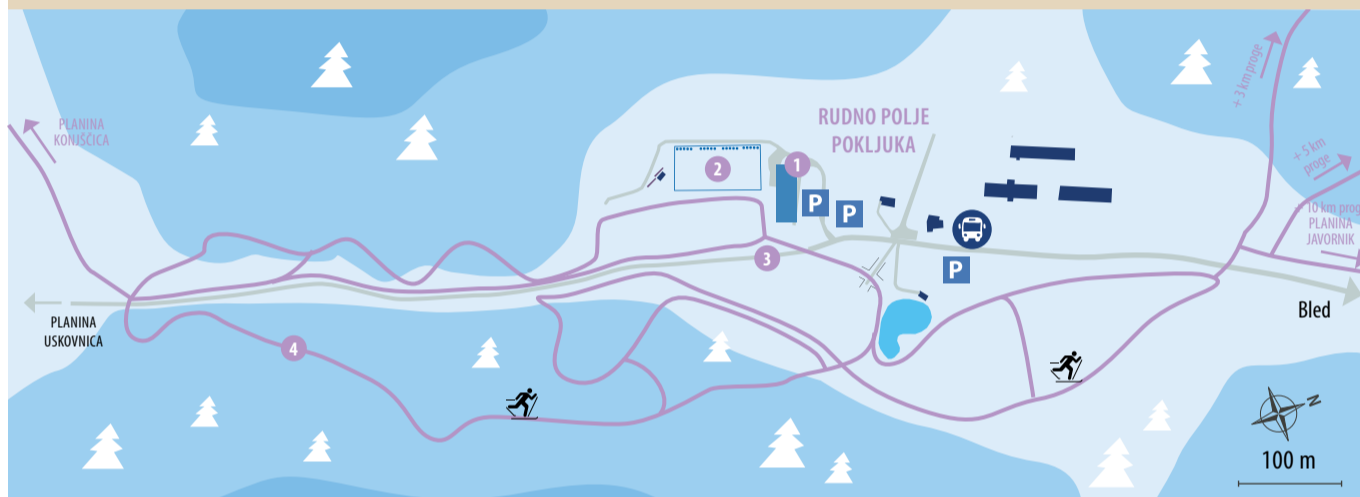 PLANINA
KONJŠČICA
RUDNO POLJE
POKLJUKA
+ 3 km proge
+ 5 km
proge
10 km proge
PLANINA
JAVORNIK
1
2
P
P
3
P
PLANINA
USKOVNICA
4
Bled
N
100 m